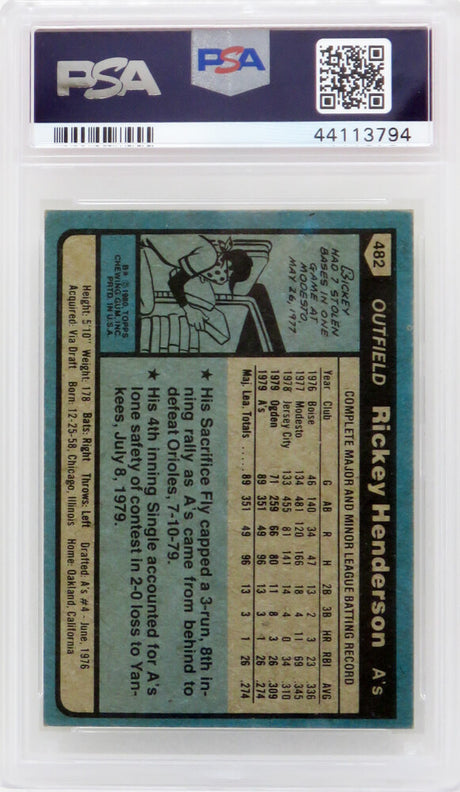 PSA
PSA
44113794
482
OUTFIELD Rickey Henderson A's
RICKEY
HAD 7 STOLEN
BASES IN ONE
GAME AT
MODESTO,
MAY 26, 1977
B* © 1980 TOPPS
CHEWING GUM, INC.
PRTD. IN U.S.A.
COMPLETE MAJOR AND MINOR LEAGUE BATTING RECORD
Year Club G AB R H 2B 3B HR RBI AVG
1976 Boise 46 140 34 47 13 2 3 23 .336
1977 Modesto 134 481 120 166 18 4 11 69 .345
1978 Jersey City 133 455 81 141 14 4 0 34 .310
1979 Ogden 71 259 66 80 11 8 3 26 .309
1979 A's 89 351 49 96 13 3 1 26 .274
Maj. Lea. Totals ...... 89 351 49 96 13 3 1 26 .274
★ His Sacrifice Fly capped a 3-run, 8th in-
ning rally as A's came from behind to
defeat Orioles, 7-10-79.
★ His 4th inning Single accounted for A's
lone safety of contest in 2-0 loss to Yan-
kees, July 8, 1979.
Height: 5'10" Weight: 178 Bats: Right Throws: Left Drafted: A's #4 - June, 1976
Acquired: Via Draft Born: 12-25-58, Chicago, Illinois Home: Oakland, California